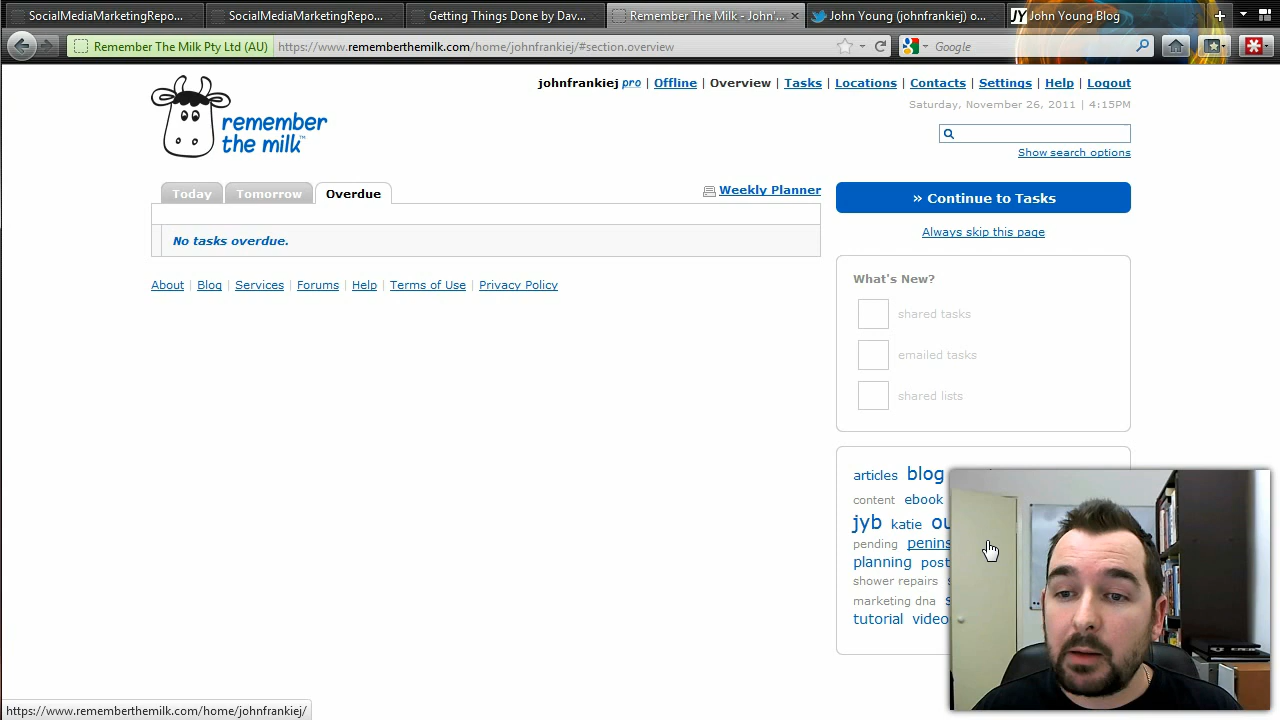 SocialMediaMarketingRepo...
SocialMediaMarketingRepo...
Getting Things Done by Dav...
Remember The Milk - John'...
John Young (johnfrankiej) o...
JY John Young Blog
Remember The Milk Pty Ltd (AU)
https://www.rememberthemilk.com/home/johnfrankiej/#section.overview
Google
remember
the milk™
johnfrankiej pro | Offline | Overview | Tasks | Locations | Contacts | Settings | Help | Logout
Saturday, November 26, 2011 | 4:15PM
Show search options
Today
Tomorrow
Overdue
Weekly Planner
No tasks overdue.
About | Blog | Services | Forums | Help | Terms of Use | Privacy Policy
» Continue to Tasks
Always skip this page
What's New?
shared tasks
emailed tasks
shared lists
articles blog
content ebook
jyb katie
pending
planning post
shower repairs
marketing dna
tutorial video
https://www.rememberthemilk.com/home/johnfrankiej/